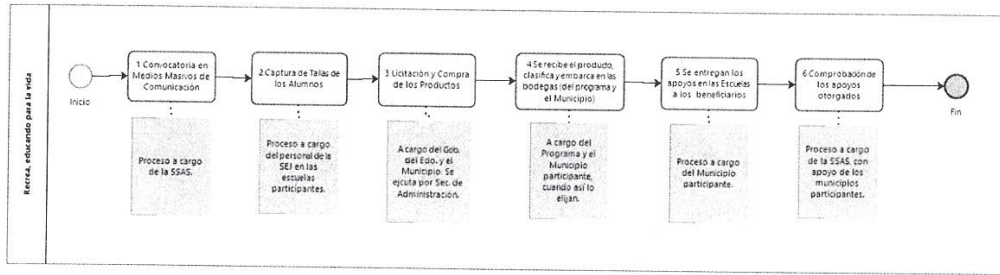 Recrea, educando para la vida
Inicio
1 Convocatoria en
Medios Masivos de
Comunicación
2 Captura de Tallas de
los Alumnos
3 Licitación y Compra
de los Productos
4 Se recibe el producto,
clasifica y embarca en las
bodegas (del programa y
el Municipio)
5 Se entregan los
apoyos en las Escuelas
a los beneficiarios
6 Comprobación de
los apoyos
otorgados
Fin
Proceso a cargo
de la SSAS.
Proceso a cargo
del personal de la
SEJ en las
escuelas
participantes.
A cargo del Gob.
del Edo. y el
Municipio. Se
ejcuta por Sec. de
Administración.
A cargo del
Programa y el
Municipio
participante,
cuando así lo
elijan.
Proceso a cargo
del Municipio
participante.
Proceso a cargo
de la SSAS, con
apoyo de los
municipios
participantes.